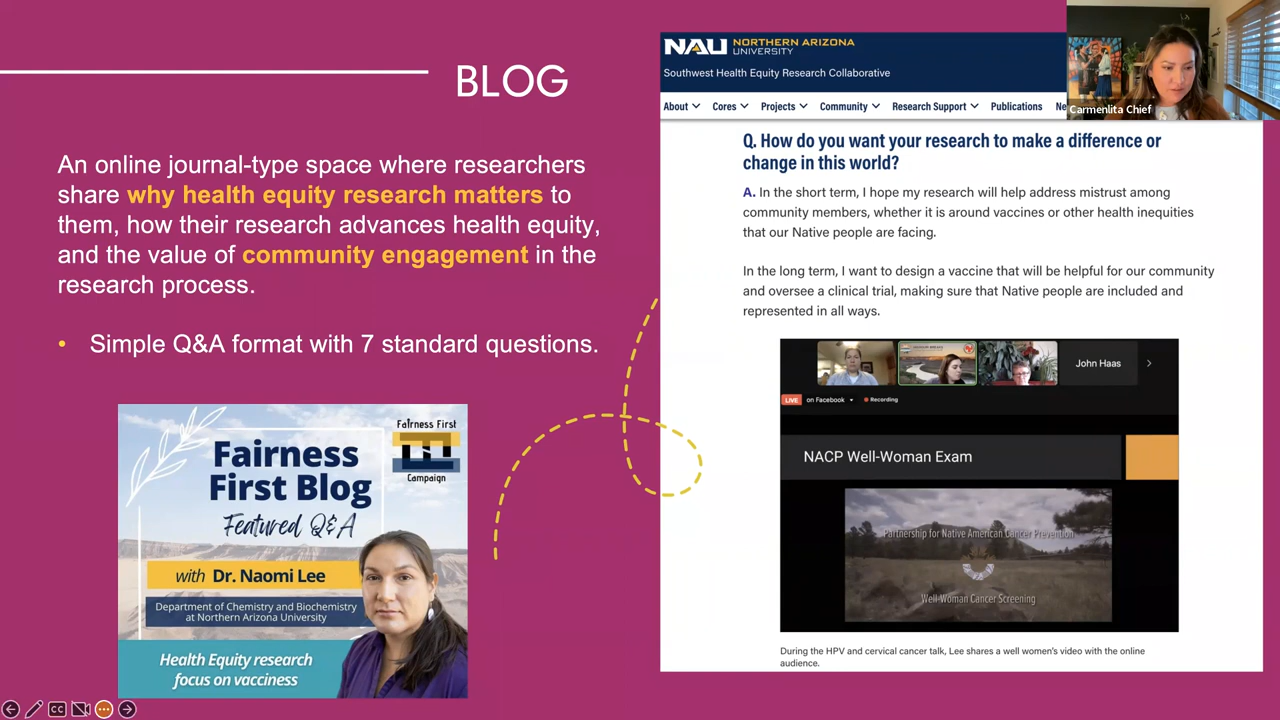 BLOG
An online journal-type space where researchers
share why health equity research matters to
them, how their research advances health equity,
and the value of community engagement in the
research process.
• Simple Q&A format with 7 standard questions.
Fairness First
Campaign
Fairness
First Blog
Featured Q&A
with Dr. Naomi Lee
Department of Chemistry and Biochemistry
at Northern Arizona University
Health Equity research
focus on vacciness
NAU NORTHERN ARIZONA
UNIVERSITY
Southwest Health Equity Research Collaborative
About Cores Projects Community Research Support Publications Ne
Carmenlita Chief
Q. How do you want your research to make a difference or
change in this world?
A. In the short term, I hope my research will help address mistrust among
community members, whether it is around vaccines or other health inequities
that our Native people are facing.
In the long term, I want to design a vaccine that will be helpful for our community
and oversee a clinical trial, making sure that Native people are included and
represented in all ways.
John Haas
LIVE on Facebook Recording
NACP Well-Woman Exam
Partnership for Native American Cancer Prevention
Well-Woman Cancer Screening
During the HPV and cervical cancer talk, Lee shares a well women's video with the online
audience.
CC